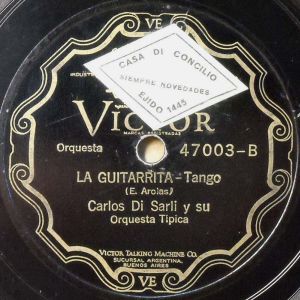 VE
CASA DI CONCILIO
SIEMPRE NOVEDADES
EJIDO 1445
VICTOR
MARCAS REGISTRADAS
Orquesta
47003-B
LA GUITARRITA-Tango
(E. Arolas)
Carlos Di Sarli y su
Orquesta Típica
VICTOR TALKING MACHINE CO.
SUCURSAL ARGENTINA,
BUENOS AIRES.
VE